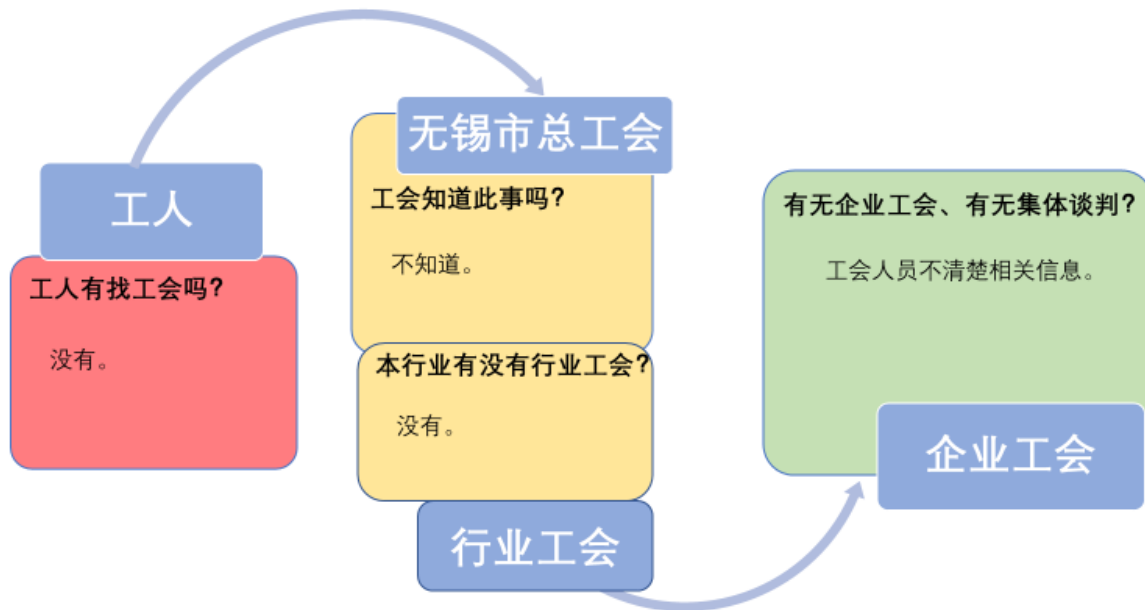 工人
工人有找工会吗？
没有。
无锡市总工会
工会知道此事吗？
不知道。
本行业有没有行业工会？
没有。
行业工会
有无企业工会、有无集体谈判？
工会人员不清楚相关信息。
企业工会